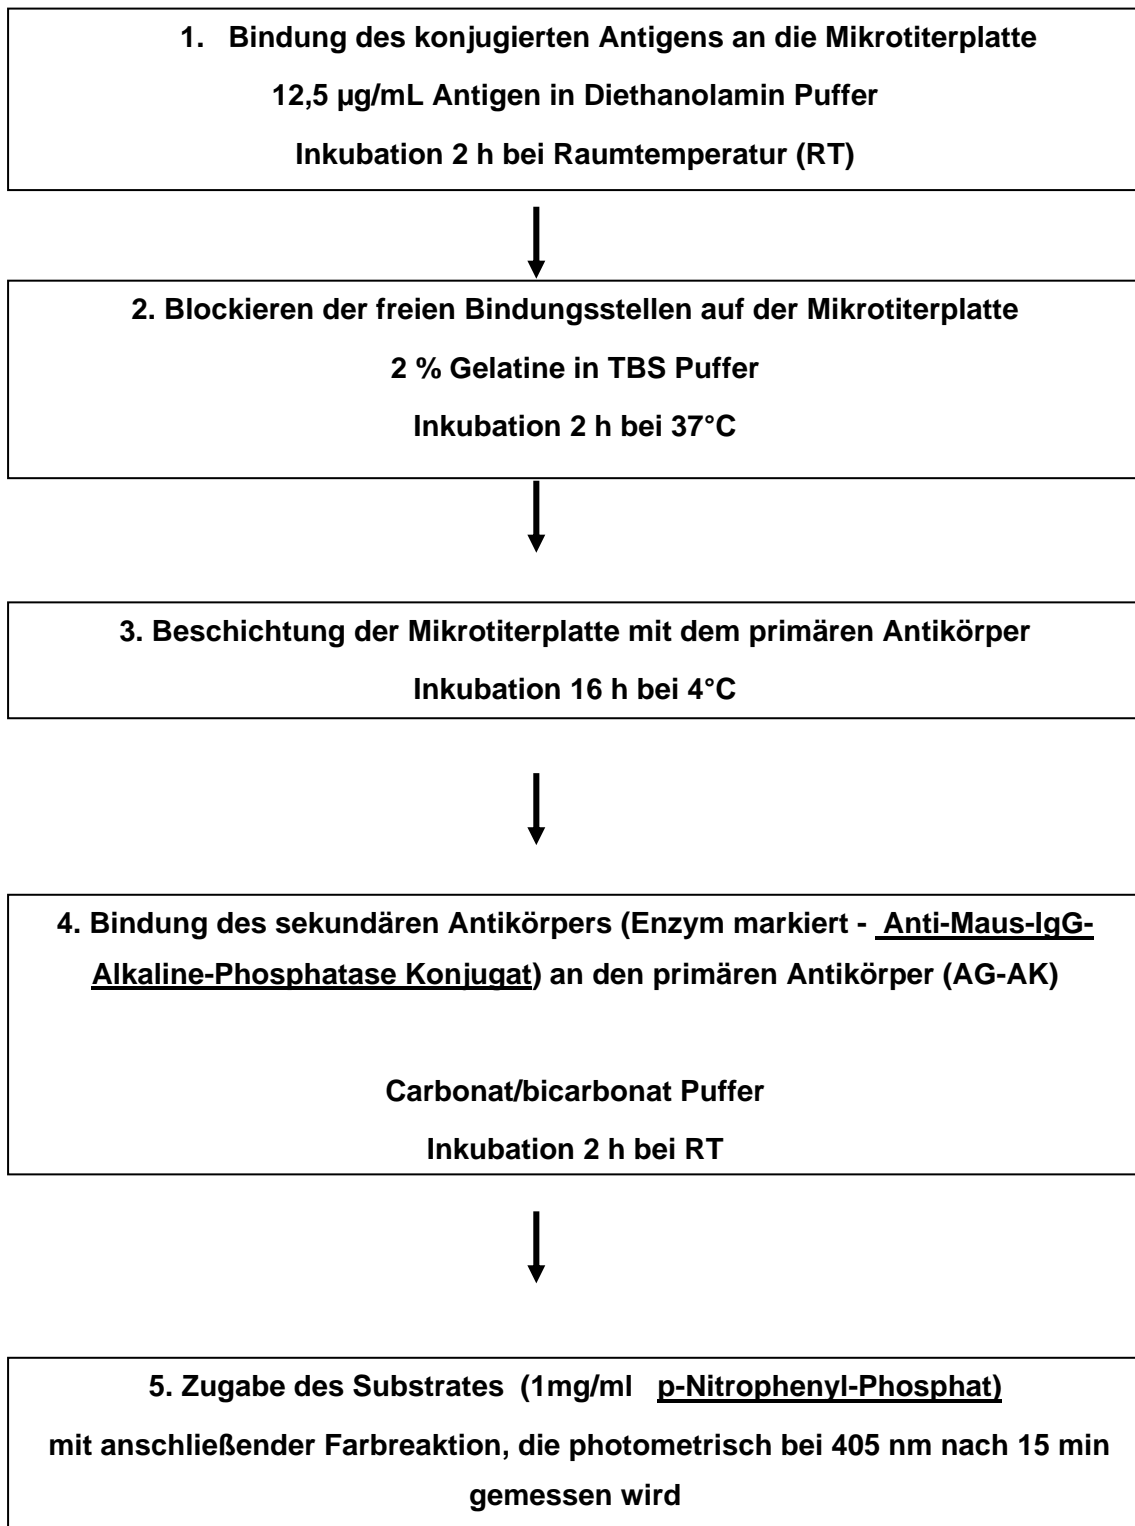 1. Bindung des konjugierten Antigens an die Mikrotiterplatte
12,5 µg/mL Antigen in Diethanolamin Puffer
Inkubation 2 h bei Raumtemperatur (RT)
2. Blockieren der freien Bindungsstellen auf der Mikrotiterplatte
2 % Gelatine in TBS Puffer
Inkubation 2 h bei 37°C
3. Beschichtung der Mikrotiterplatte mit dem primären Antikörper
Inkubation 16 h bei 4°C
4. Bindung des sekundären Antikörpers (Enzym markiert - Anti-Maus-IgG-
Alkaline-Phosphatase Konjugat) an den primären Antikörper (AG-AK)
Carbonat/bicarbonat Puffer
Inkubation 2 h bei RT
5. Zugabe des Substrates (1mg/ml p-Nitrophenyl-Phosphat)
mit anschließender Farbreaktion, die photometrisch bei 405 nm nach 15 min
gemessen wird